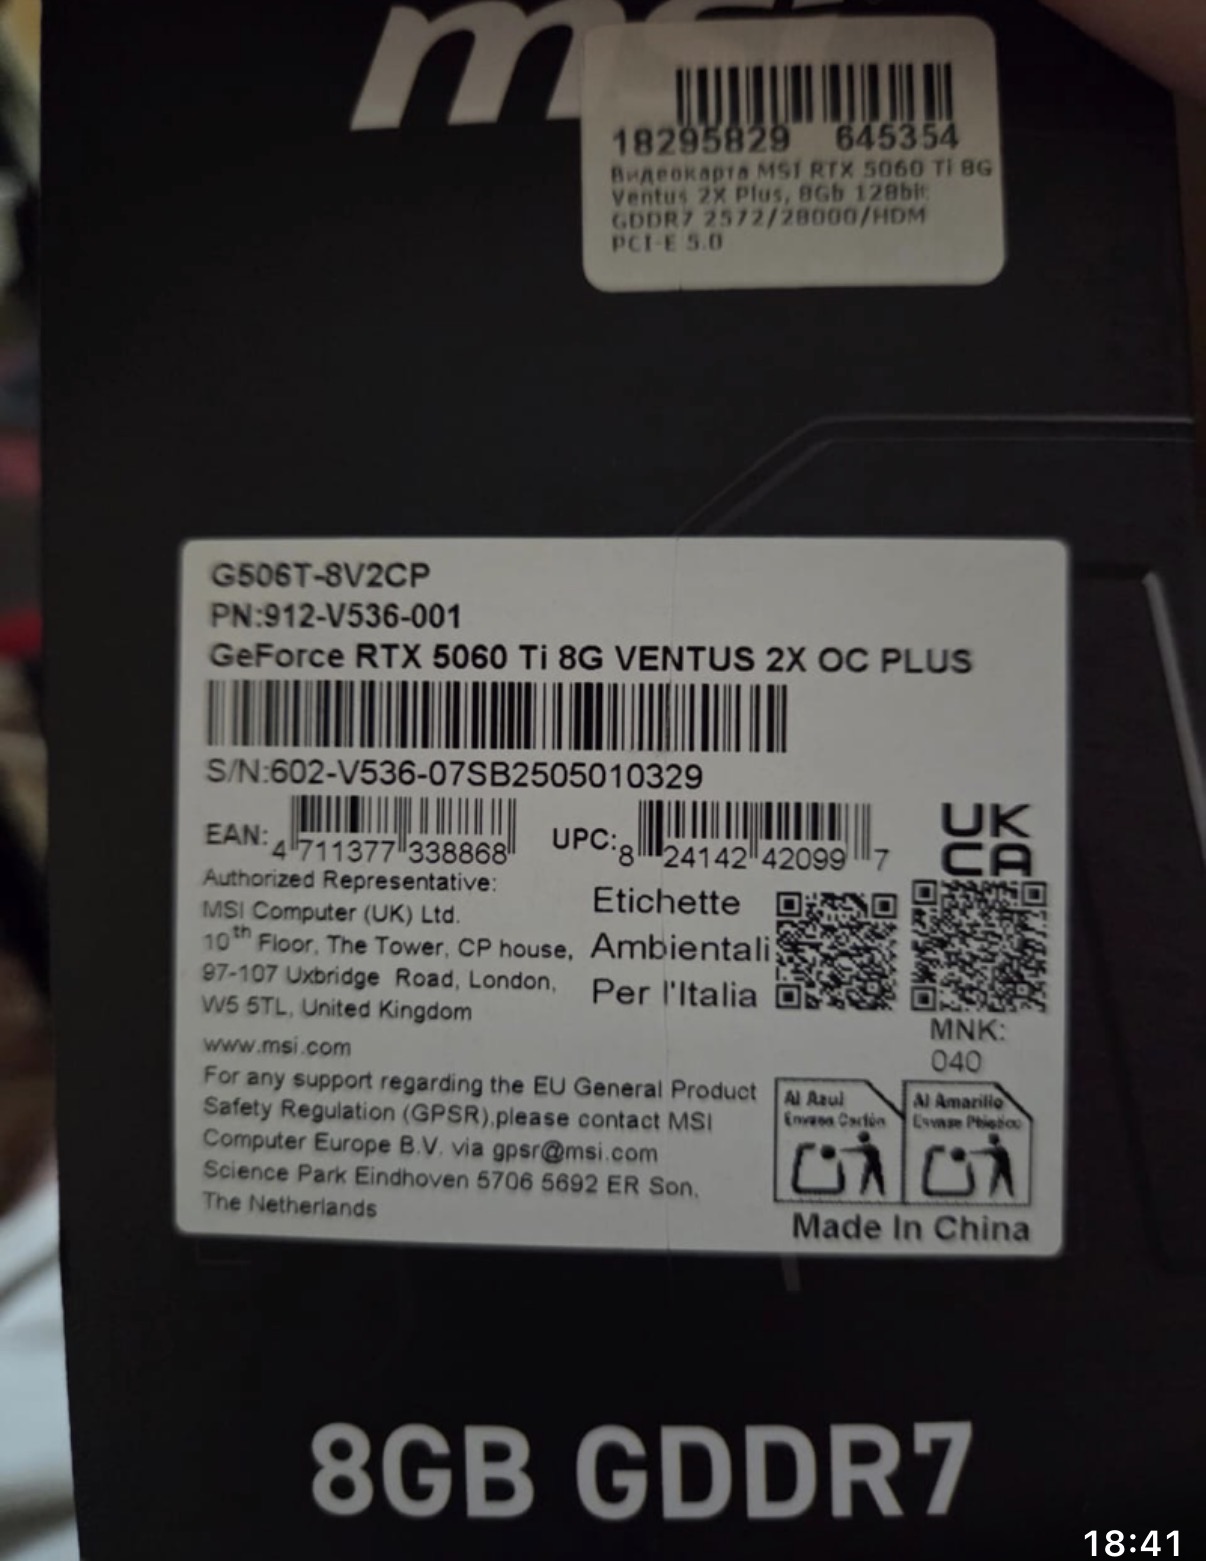 msi
18295829 645354
Видеокарта MSI RTX 5060 Ti 8G
Ventus 2X Plus, 8Gb 128bit
GDDR7 2572/28000/HDM
PCI-E 5.0
G506T-8V2CP
PN:912-V536-001
GeForce RTX 5060 Ti 8G VENTUS 2X OC PLUS
S/N:602-V536-07SB2505010329
EAN: 4 711377 338868 UPC: 8 24142 42099 7
UK
CA
Authorized Representative:
MSI Computer (UK) Ltd.
10th Floor, The Tower, CP house,
97-107 Uxbridge Road, London,
W5 5TL, United Kingdom
www.msi.com
Etichette
Ambientali
Per l'Italia
MNK:
040
For any support regarding the EU General Product
Safety Regulation (GPSR),please contact MSI
Computer Europe B.V. via gpsr@msi.com
Science Park Eindhoven 5706 5692 ER Son,
The Netherlands
Al Azul
Envase Cartón
Al Amarillo
Envase Plástico
Made In China
8GB GDDR7
18:41